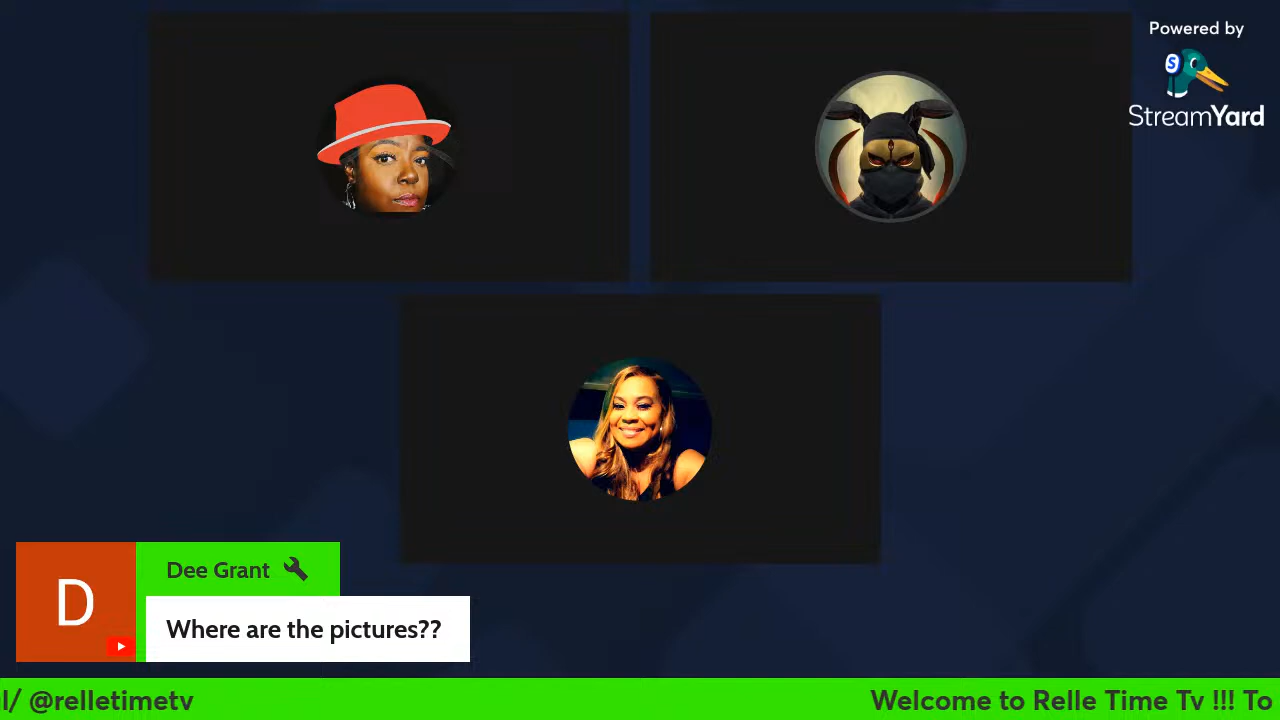 Powered by
S
StreamYard
D
Dee Grant
Where are the pictures??
l/ @relletimetv
Welcome to Relle Time Tv !!! To